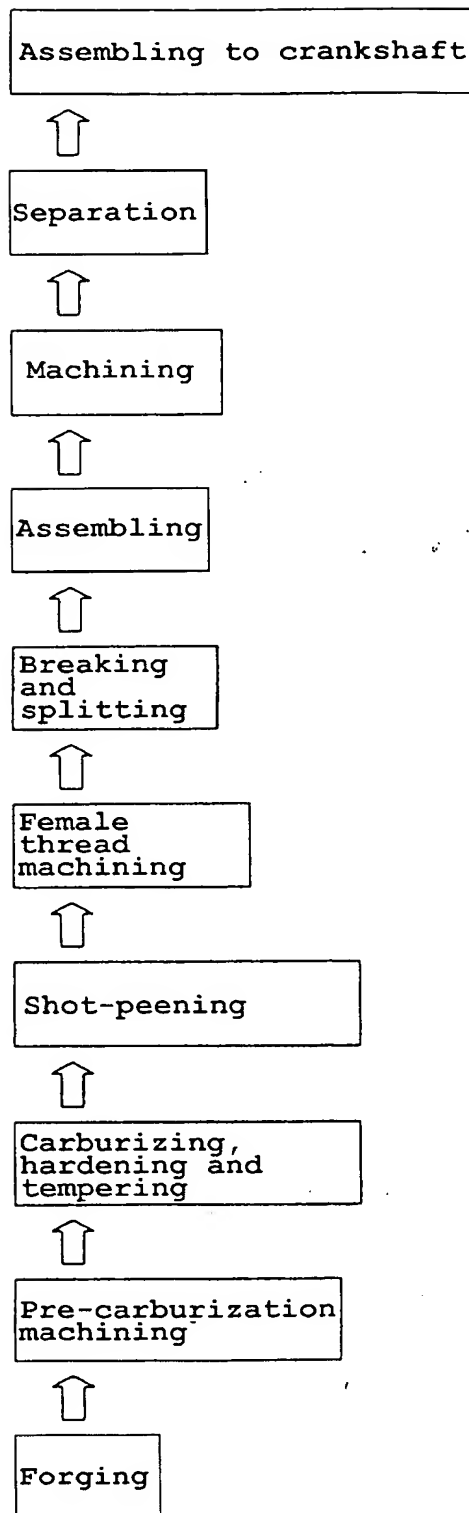 Assembling to crankshaft
Separation
Machining
Assembling
Breaking
and
splitting
Female
thread
machining
Shot-peening
Carburizing,
hardening and
tempering
Pre-carburization
machining
Forging